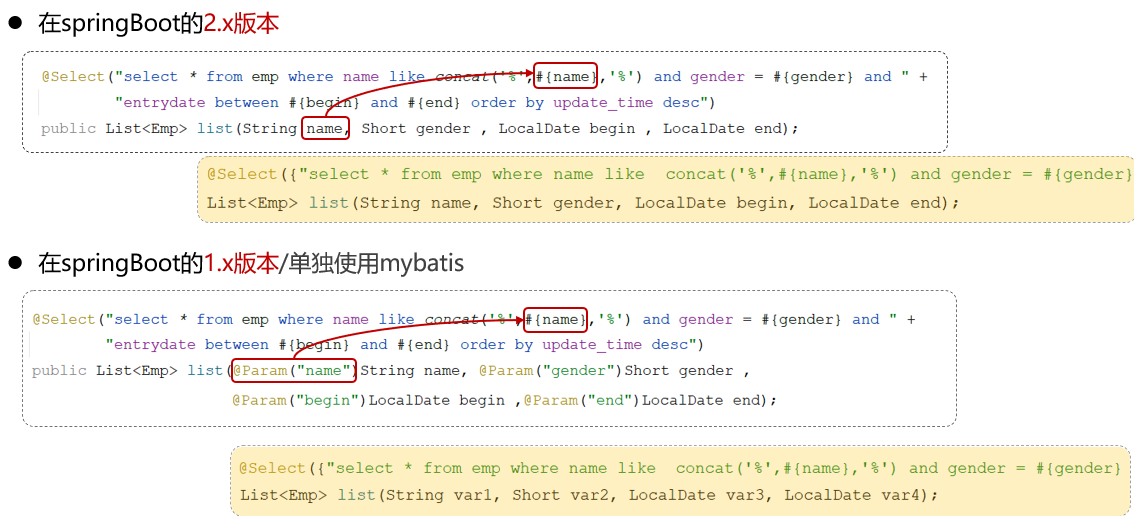 ● 在springBoot的2.x版本
@Select("select * from emp where name like concat('%',#{name},'%') and gender = #{gender} and " +
"entrydate between #{begin} and #{end} order by update_time desc")
public List<Emp> list(String name, Short gender , LocalDate begin , LocalDate end);
@Select({"select * from emp where name like  concat('%',#{name},'%') and gender = #{gender}
List<Emp> list(String name, Short gender, LocalDate begin, LocalDate end);
● 在springBoot的1.x版本/单独使用mybatis
@Select("select * from emp where name like concat('%',#{name},'%') and gender = #{gender} and " +
"entrydate between #{begin} and #{end} order by update_time desc")
public List<Emp> list(@Param("name")String name, @Param("gender")Short gender ,
@Param("begin")LocalDate begin ,@Param("end")LocalDate end);
@Select({"select * from emp where name like  concat('%',#{name},'%') and gender = #{gender}
List<Emp> list(String var1, Short var2, LocalDate var3, LocalDate var4);